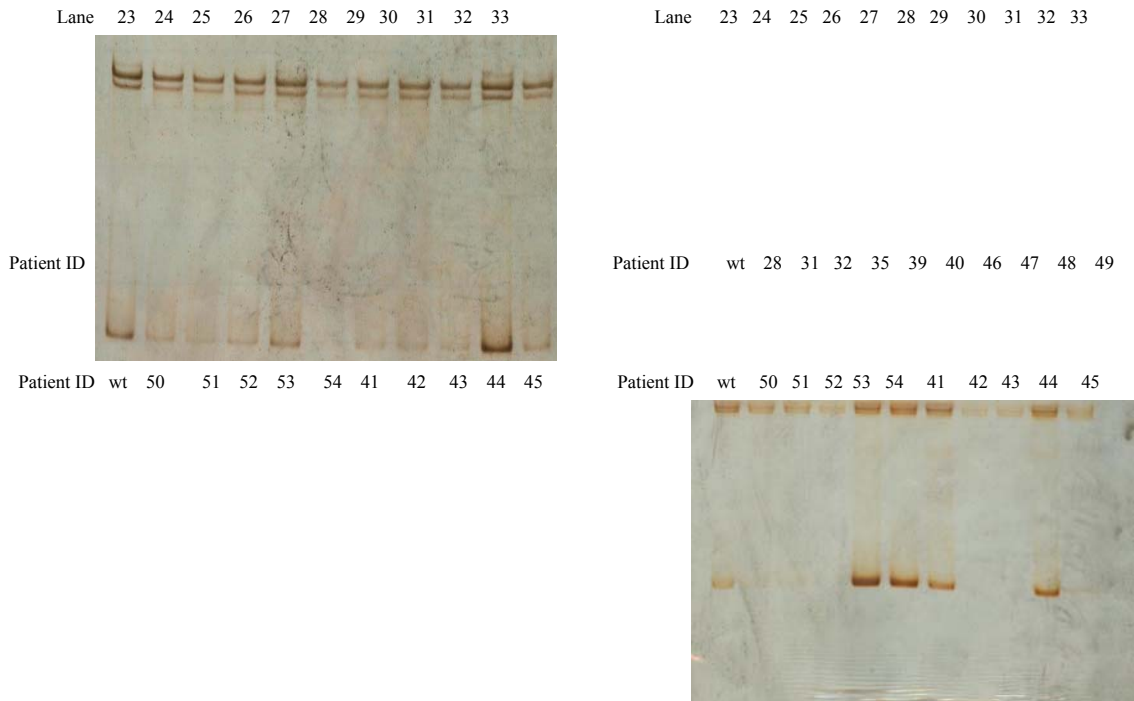 Lane 23 24 25 26 27 28 29 30 31 32 33
Lane 23 24 25 26 27 28 29 30 31 32 33
Patient ID
Patient ID wt 28 31 32 35 39 40 46 47 48 49
Patient ID wt 50 51 52 53 54 41 42 43 44 45
Patient ID wt 50 51 52 53 54 41 42 43 44 45